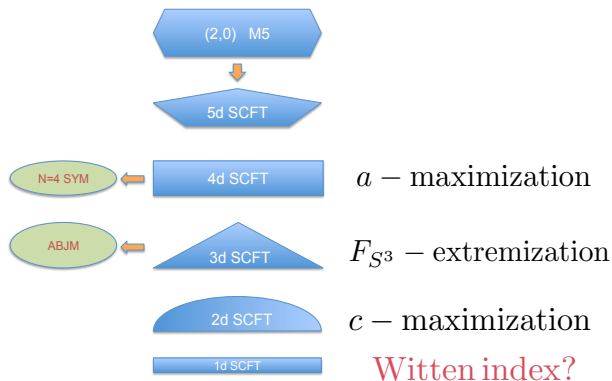 (2,0) M5
5d SCFT
N=4 SYM 4d SCFT a − maximization
ABJM 3d SCFT F_{S^3} − extremization
2d SCFT c − maximization
1d SCFT Witten index?